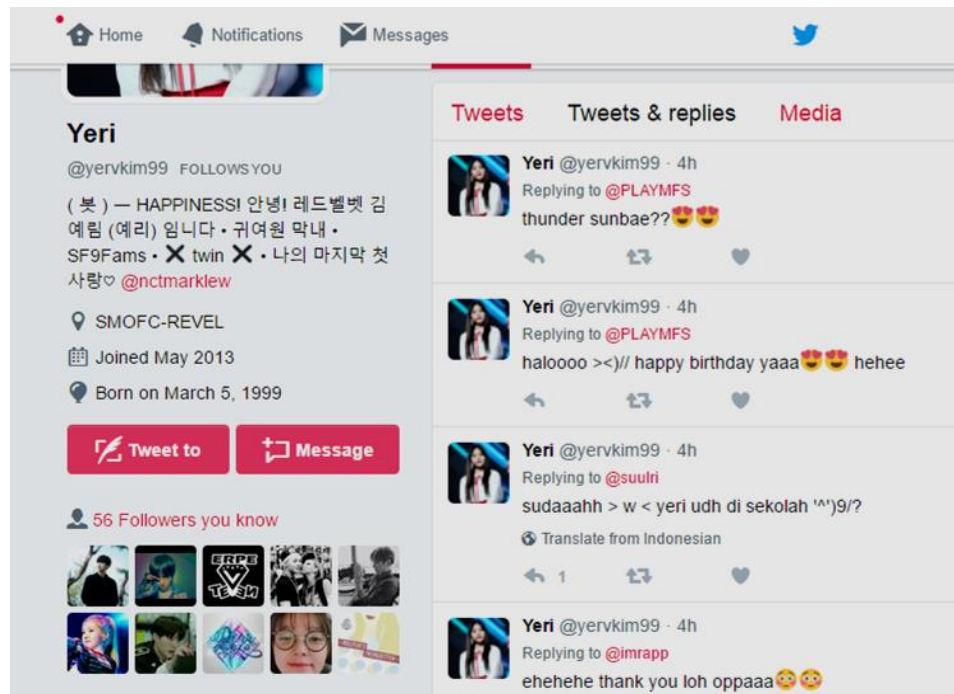 Home Notifications Messages
Yeri
@yervkim99 FOLLOWS YOU
( 봇 ) — HAPPINESS! 안녕! 레드벨벳 김
예림 (예리) 임니다 • 귀여원 막내 •
SF9Fams • ❌ twin ❌ • 나의 마지막 첫
사랑♡ @nctmarklew
SMOFC-REVEL
Joined May 2013
Born on March 5, 1999
Tweet to Message
56 Followers you know
ERPE
TEEN
Tweets Tweets & replies Media
Yeri @yervkim99 · 4h
Replying to @PLAYMFS
thunder sunbae??😍😍
Yeri @yervkim99 · 4h
Replying to @PLAYMFS
haloooo ><)// happy birthday yaaa😍😍 hehee
Yeri @yervkim99 · 4h
Replying to @suulri
sudaaahh > w < yeri udh di sekolah '^')9/?
Translate from Indonesian
1
Yeri @yervkim99 · 4h
Replying to @imrapp
ehehehe thank you loh oppaaa😳😳